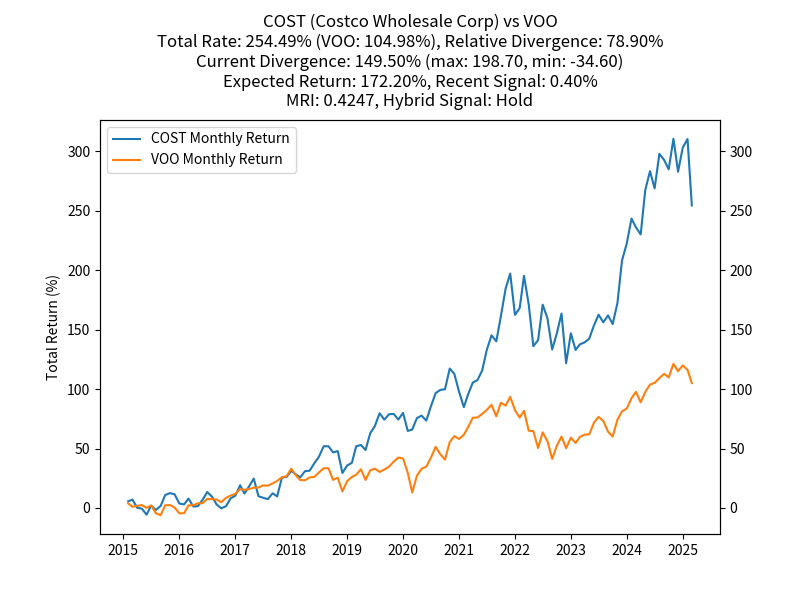 COST (Costco Wholesale Corp) vs VOO
Total Rate: 254.49% (VOO: 104.98%), Relative Divergence: 78.90%
Current Divergence: 149.50% (max: 198.70, min: -34.60)
Expected Return: 172.20%, Recent Signal: 0.40%
MRI: 0.4247, Hybrid Signal: Hold
COST Monthly Return
VOO Monthly Return
Total Return (%)
300
250
200
150
100
50
0
300
250
200
150
100
50
0
2015 2016 2017 2018 2019 2020 2021 2022 2023 2024 2025